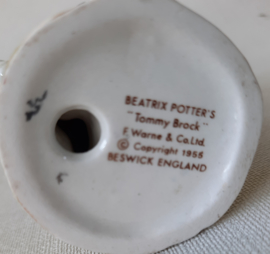 BEATRIX POTTER'S
"Tommy Brock"
F. Warne & Co. Ltd.
© Copyright 1955
BESWICK ENGLAND